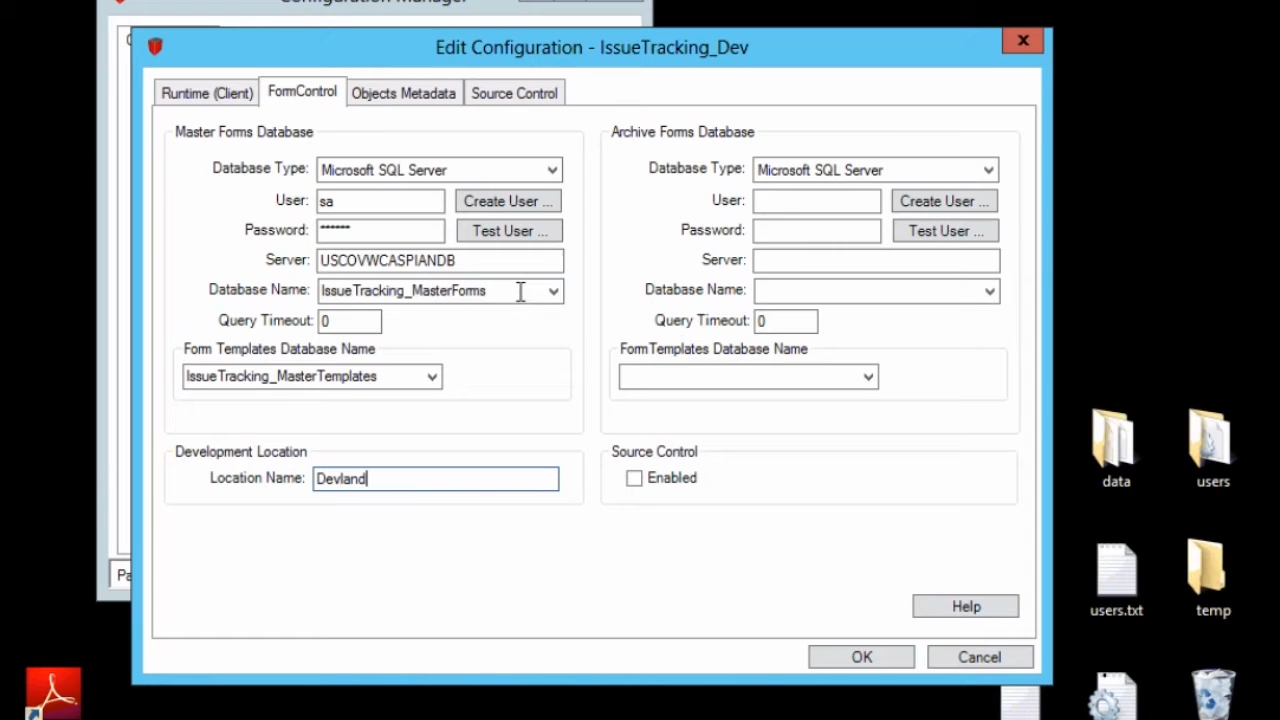 Configuration Manager
Edit Configuration - IssueTracking_Dev
X
Runtime (Client)
FormControl
Objects Metadata
Source Control
Master Forms Database
Database Type: Microsoft SQL Server
User: sa
Create User ...
Password: ******
Test User ...
Server: USCOVWCASPIANDB
Database Name: IssueTracking_MasterForms
Query Timeout: 0
Form Templates Database Name
IssueTracking_MasterTemplates
Archive Forms Database
Database Type: Microsoft SQL Server
User:
Create User ...
Password:
Test User ...
Server:
Database Name:
Query Timeout: 0
FormTemplates Database Name
Development Location
Location Name: Devland
Source Control
Enabled
Help
OK
Cancel
data
users
users.txt
temp